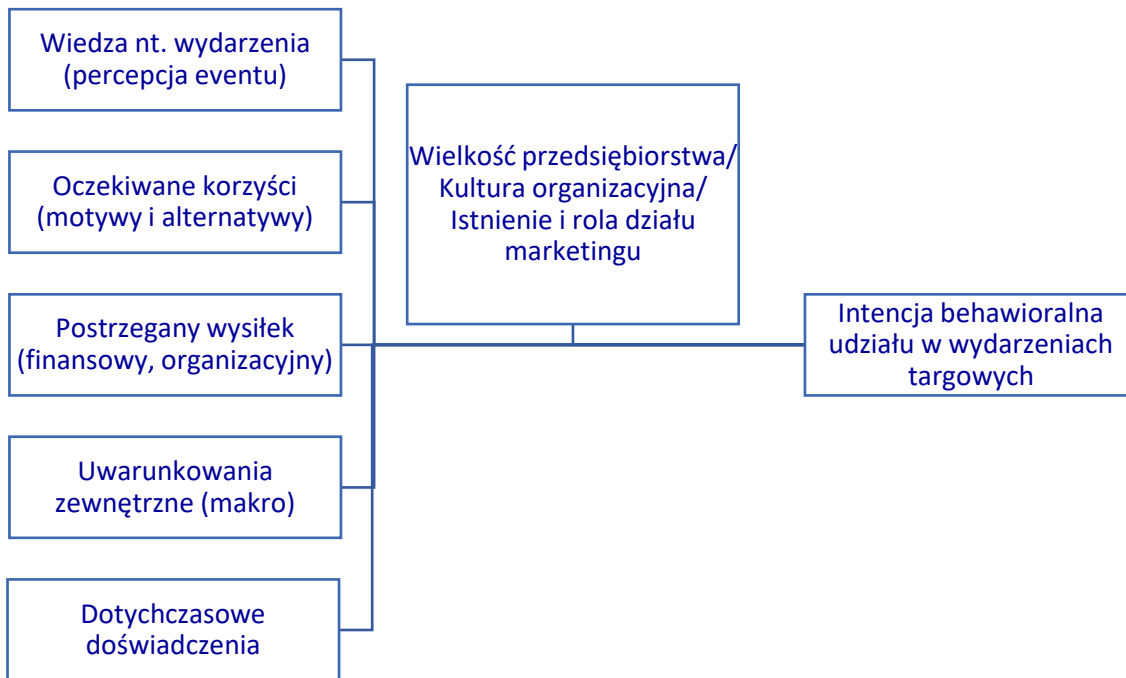 Wiedza nt. wydarzenia
(percepcja eventu)
Oczekiwane korzyści
(motywy i alternatywy)
Postrzegany wysiłek
(finansowy, organizacyjny)
Uwarunkowania
zewnętrzne (makro)
Dotychczasowe
doświadczenia
Wielkość przedsiębiorstwa/
Kultura organizacyjna/
Istnienie i rola działu
marketingu
Intencja behawioralna
udziału w wydarzeniach
targowych